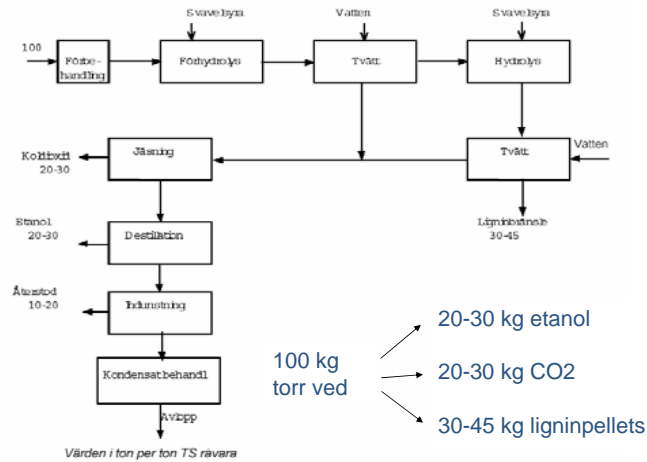 Svavelsyra
Vatten
Svavelsyra
100
Förbe-
handling
Förhydrolys
Tvätt
Hydrolys
Koldioxid
20-30
Jäsning
Tvätt
Vatten
Etanol
20-30
Destillation
Ligninbränsle
30-45
Återstod
10-20
Indunstning
20-30 kg etanol
100 kg
torr ved
20-30 kg CO2
Kondensatbehandl
30-45 kg ligninpellets
Avlopp
Värden i ton per ton TS råvara